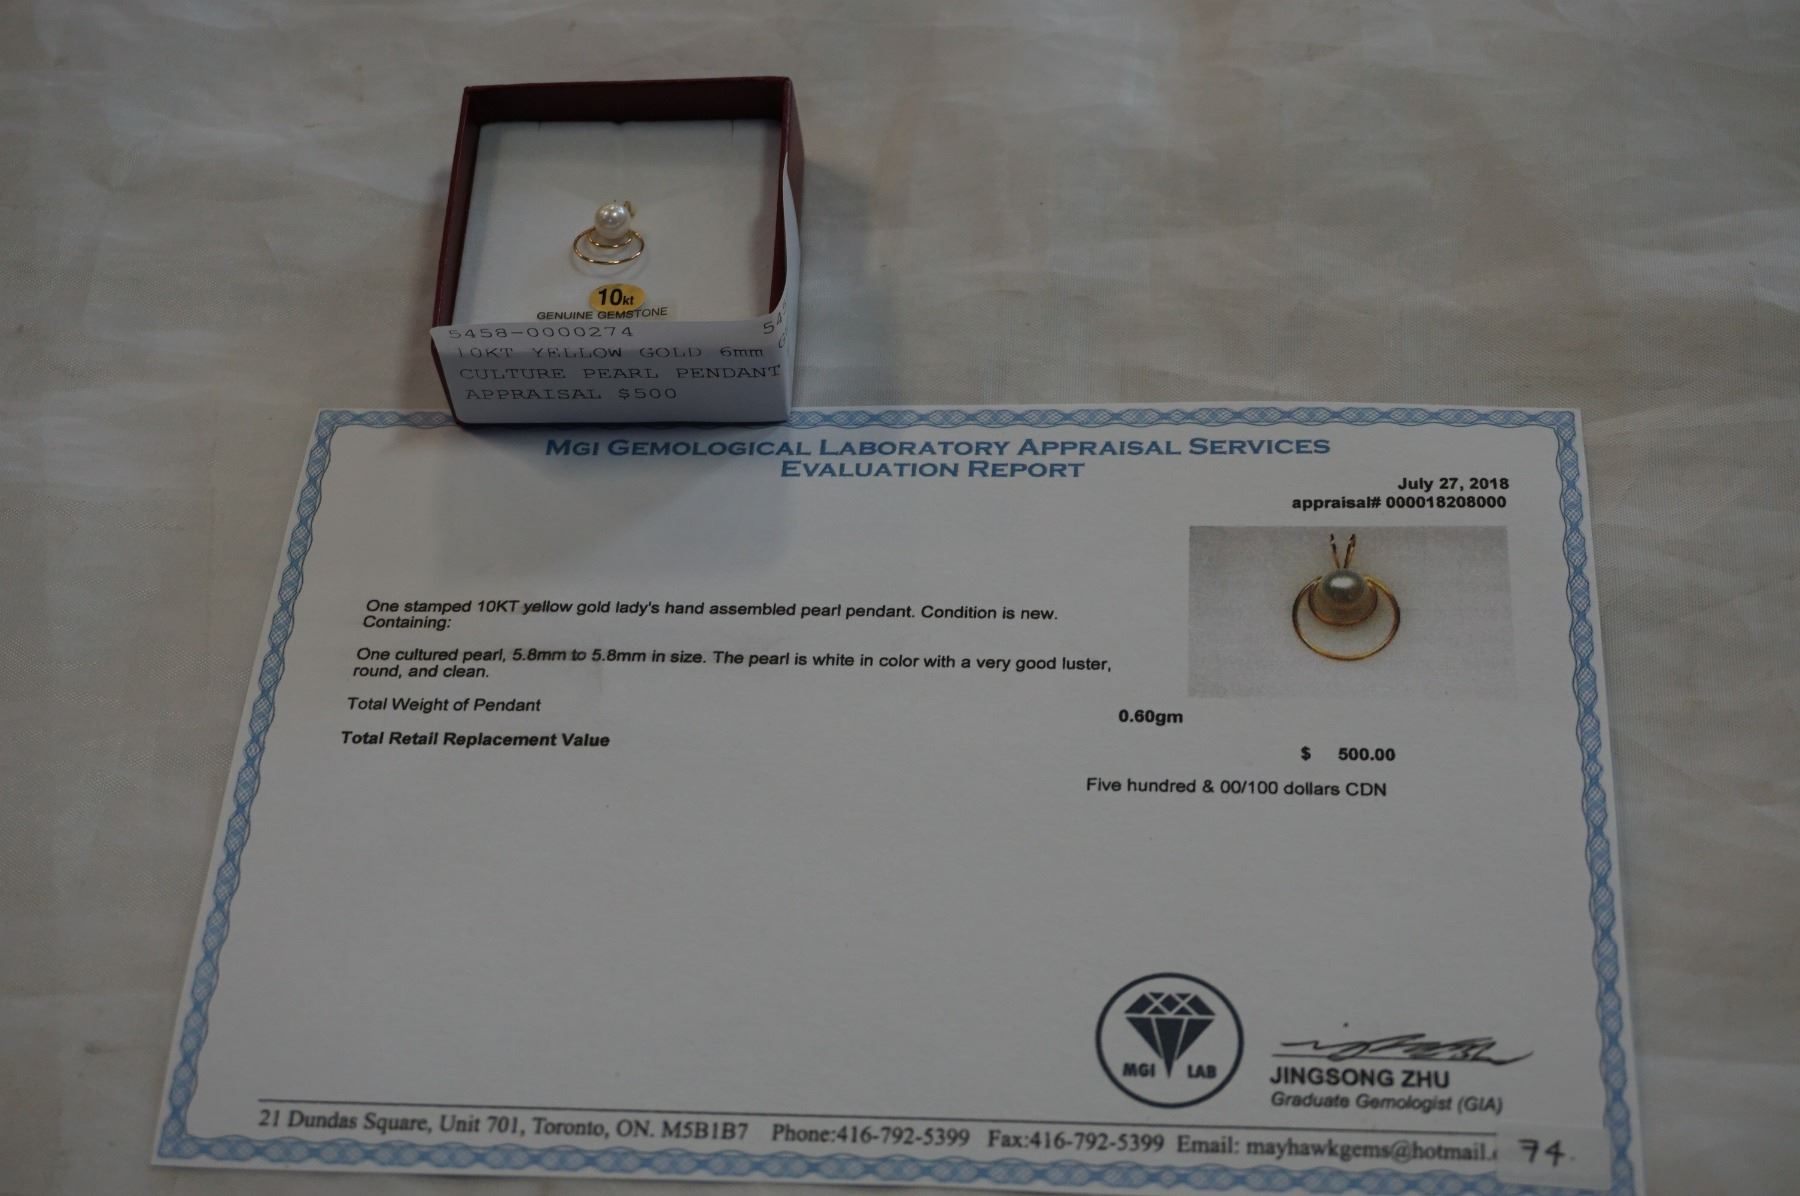 10kt
GENUINE GEMSTONE
5458-0000274
10KT YELLOW GOLD 6mm
CULTURE PEARL PENDANT
APPRAISAL $500
MGI GEMOLOGICAL LABORATORY APPRAISAL SERVICES
EVALUATION REPORT
July 27, 2018
appraisal# 000018208000
One stamped 10KT yellow gold lady's hand assembled pearl pendant. Condition is new.
Containing:
One cultured pearl, 5.8mm to 5.8mm in size. The pearl is white in color with a very good luster,
round, and clean.
Total Weight of Pendant 0.60gm
Total Retail Replacement Value $ 500.00
Five hundred & 00/100 dollars CDN
MGI LAB
JINGSONG ZHU
Graduate Gemologist (GIA)
21 Dundas Square, Unit 701, Toronto, ON. M5B1B7 Phone:416-792-5399 Fax:416-792-5399 Email: mayhawkgems@hotmail.
74